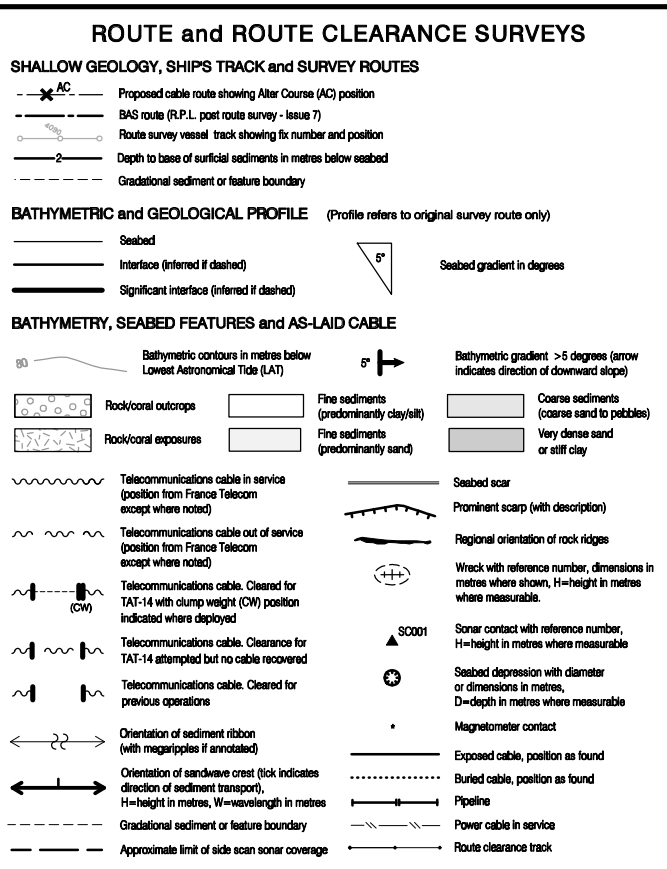 ROUTE and ROUTE CLEARANCE SURVEYS
SHALLOW GEOLOGY, SHIP'S TRACK and SURVEY ROUTES
AC
Proposed cable route showing Alter Course (AC) position
BAS route (R.P.L. post route survey - Issue 7)
4090
Route survey vessel track showing fix number and position
2
Depth to base of surficial sediments in metres below seabed
Gradational sediment or feature boundary
BATHYMETRIC and GEOLOGICAL PROFILE (Profile refers to original survey route only)
Seabed
Interface (inferred if dashed)
Significant interface (inferred if dashed)
5°
Seabed gradient in degrees
BATHYMETRY, SEABED FEATURES and AS-LAID CABLE
80
Bathymetric contours in metres below
Lowest Astronomical Tide (LAT)
5°
Bathymetric gradient >5 degrees (arrow
indicates direction of downward slope)
Rock/coral outcrops
Fine sediments
(predominantly clay/silt)
Coarse sediments
(coarse sand to pebbles)
Rock/coral exposures
Fine sediments
(predominantly sand)
Very dense sand
or stiff clay
Telecommunications cable in service
(position from France Telecom
except where noted)
Telecommunications cable out of service
(position from France Telecom
except where noted)
(CW)
Telecommunications cable. Cleared for
TAT-14 with clump weight (CW) position
indicated where deployed
Telecommunications cable. Clearance for
TAT-14 attempted but no cable recovered
Telecommunications cable. Cleared for
previous operations
Orientation of sediment ribbon
(with megaripples if annotated)
Orientation of sandwave crest (tick indicates
direction of sediment transport),
H=height in metres, W=wavelength in metres
Gradational sediment or feature boundary
Approximate limit of side scan sonar coverage
Seabed scar
Prominent scarp (with description)
Regional orientation of rock ridges
Wreck with reference number, dimensions in
metres where shown, H=height in metres
where measurable.
SC001
Sonar contact with reference number,
H=height in metres where measurable
Seabed depression with diameter
or dimensions in metres,
D=depth in metres where measurable
Magnetometer contact
Exposed cable, position as found
Buried cable, position as found
Pipeline
Power cable in service
Route clearance track